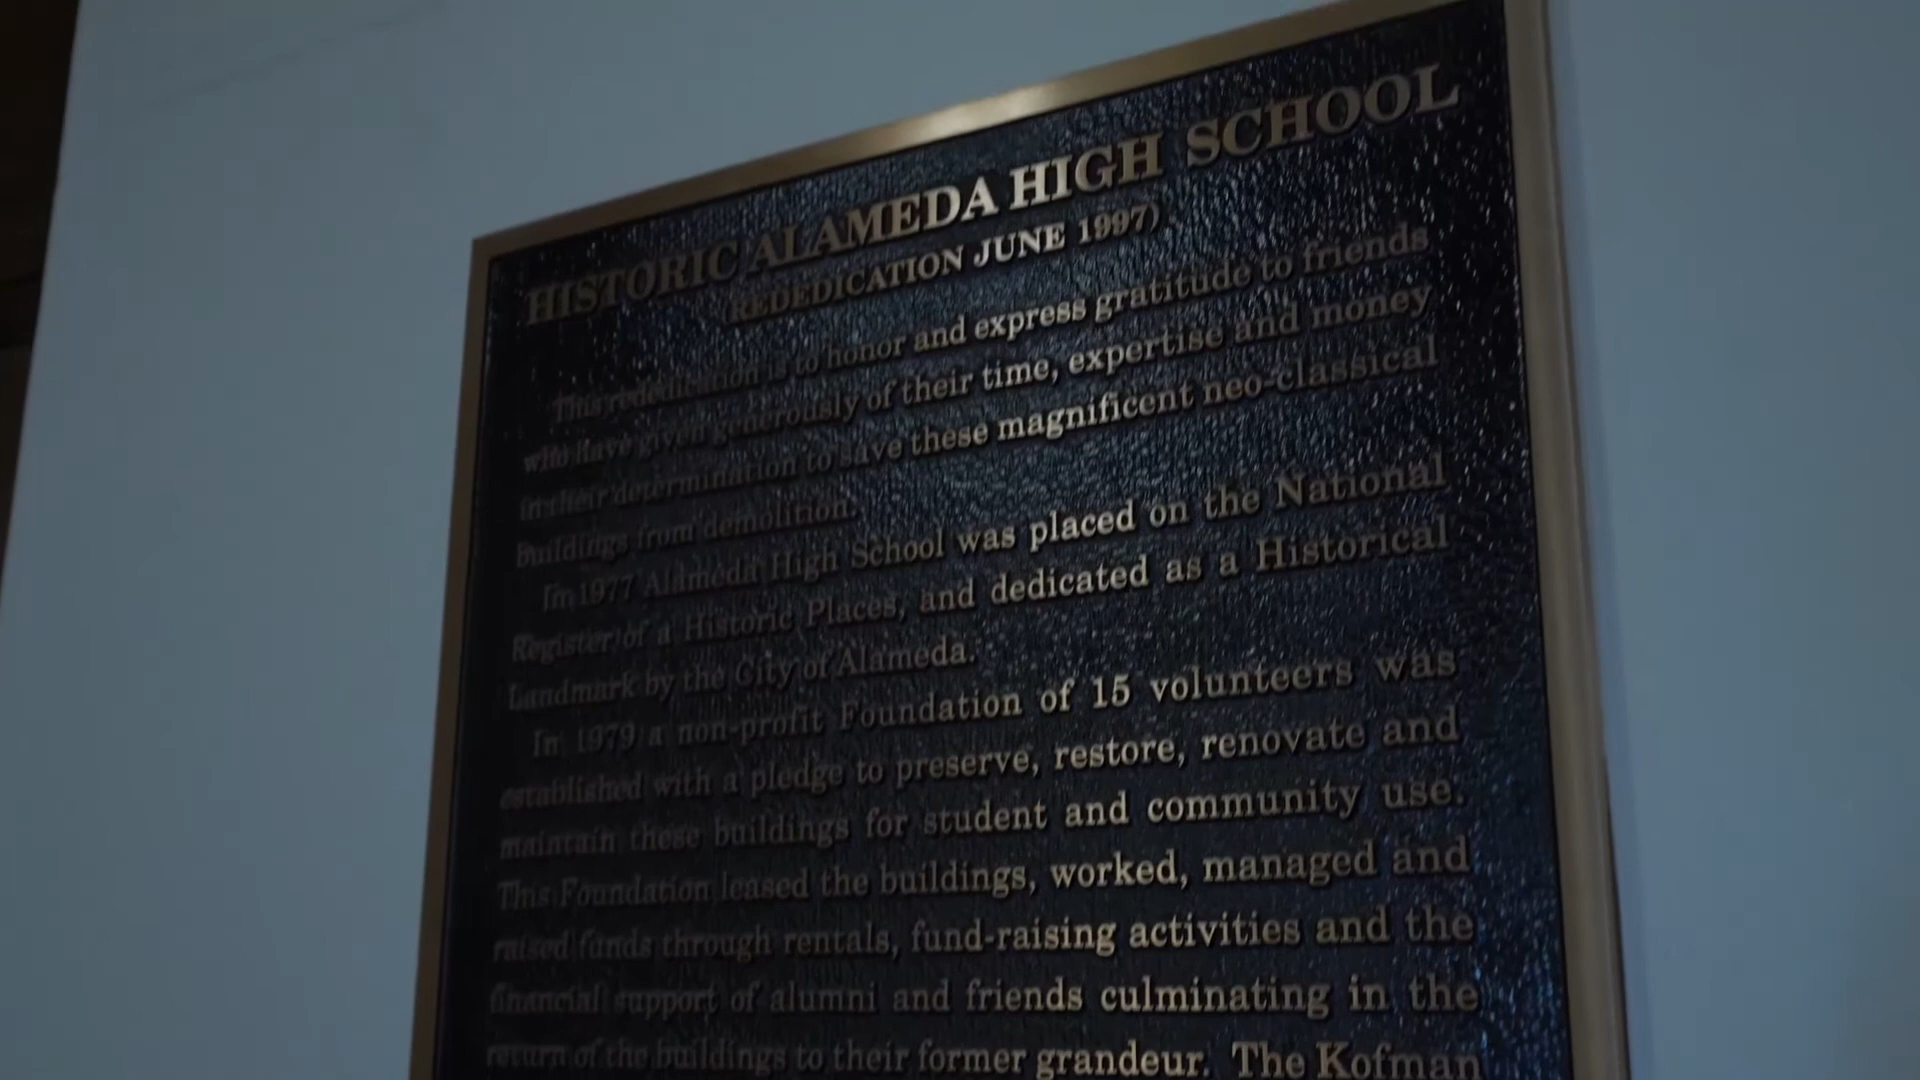 HISTORIC ALAMEDA HIGH SCHOOL
REDEDICATION JUNE 1997)
This rededication is to honor and express gratitude to friends
who have given generously of their time, expertise and money
in their determination to save these magnificent neo-classical
buildings from demolition.
In 1977 Alameda High School was placed on the National
Register of a Historic Places, and dedicated as a Historical
Landmark by the City of Alameda.
In 1979 a non-profit Foundation of 15 volunteers was
established with a pledge to preserve, restore, renovate and
maintain these buildings for student and community use.
This Foundation leased the buildings, worked, managed and
raised funds through rentals, fund-raising activities and the
financial support of alumni and friends culminating in the
return of the buildings to their former grandeur. The Kofman